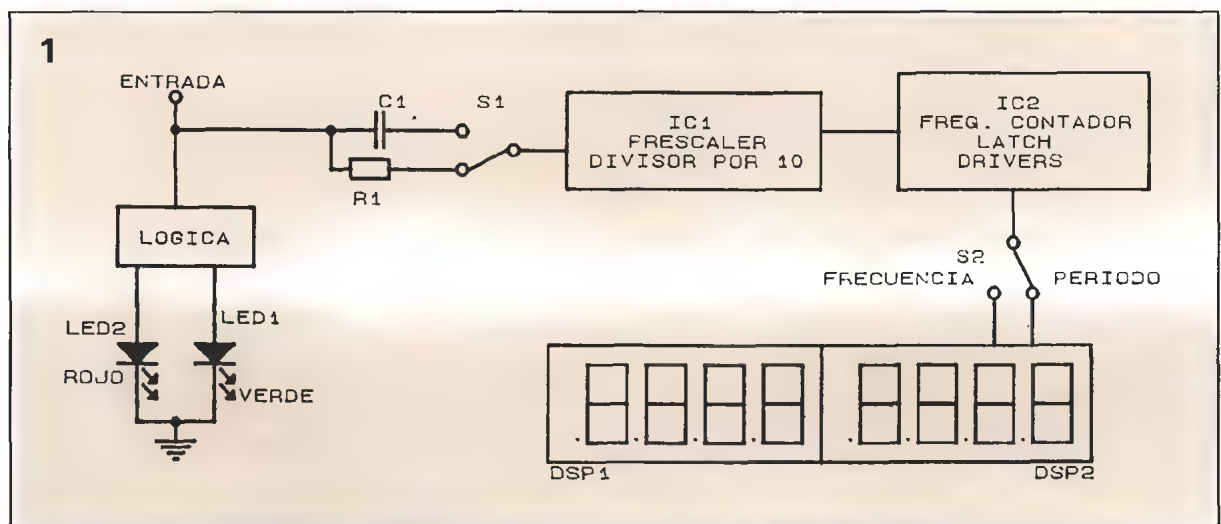 1
ENTRADA
C1
S1
R1
IC1
PRESCALER
DIVISOR POR 10
IC2
FREQ. CONTADOR
LATCH
DRIVERS
LOGICA
S2
FRECUENCIA
PERIODO
LED2
LED1
ROJO
VERDE
DSP1
DSP2